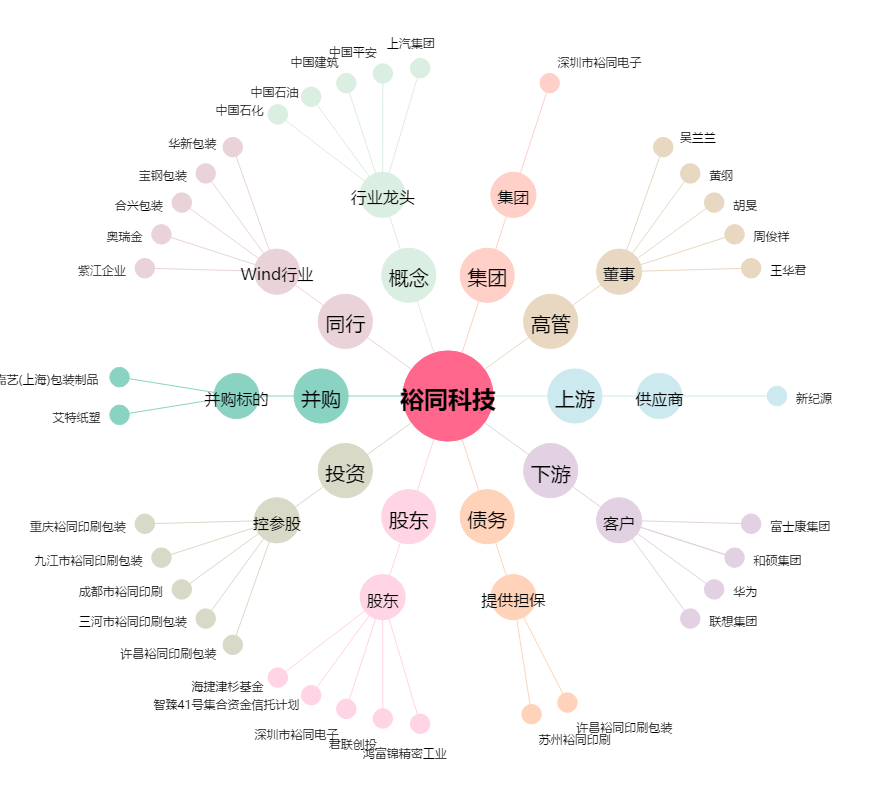 上汽集团
中国平安
中国建筑
中国石油
中国石化
行业龙头
概念
深圳市裕同电子
集团
集团
吴兰兰
黄纲
胡旻
周俊祥
王华君
董事
高管
华新包装
宝钢包装
合兴包装
奥瑞金
紫江企业
Wind行业
同行
艺(上海)包装制品
艾特纸塑
并购标的
并购
裕同科技
上游
供应商
新纪源
投资
控参股
重庆裕同印刷包装
九江市裕同印刷包装
成都市裕同印刷
三河市裕同印刷包装
许昌裕同印刷包装
股东
股东
海捷津杉基金
智臻41号集合资金信托计划
深圳市裕同电子
君联创投
鸿富锦精密工业
债务
提供担保
许昌裕同印刷包装
苏州裕同印刷
下游
客户
富士康集团
和硕集团
华为
联想集团